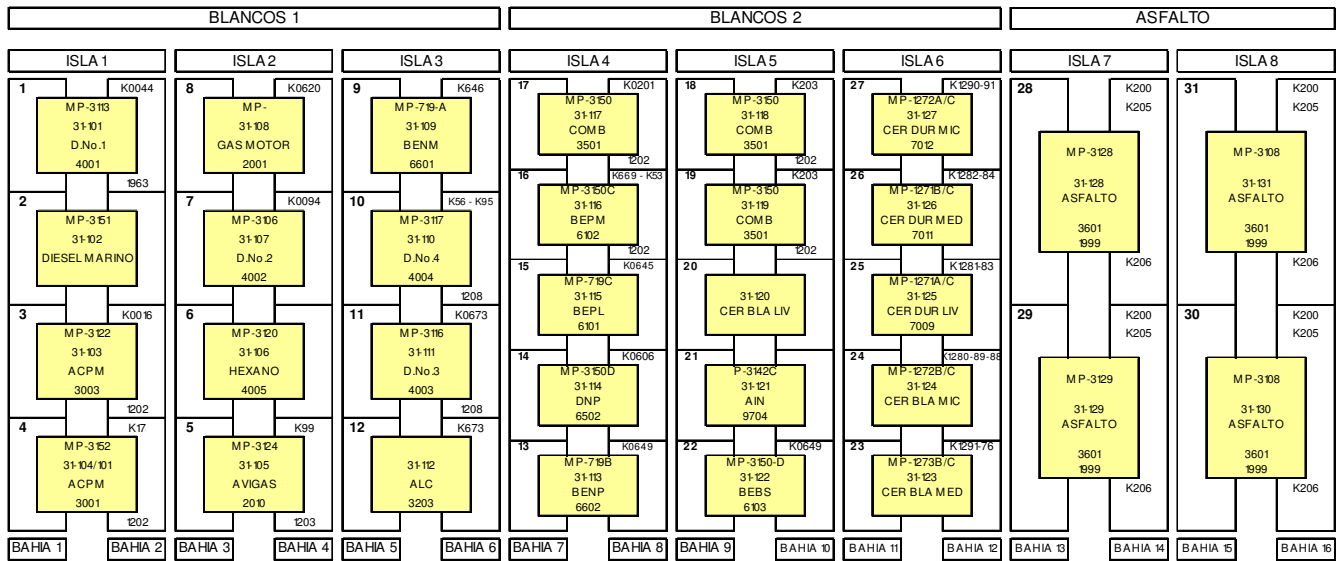 BLANCOS 1
BLANCOS 2
ASFALTO
ISLA 1
ISLA 2
ISLA 3
ISLA 4
ISLA 5
ISLA 6
ISLA 7
ISLA 8
1
K0044
MP-3113
31-101
D.No.1
4001
1963
2
MP-3151
31-102
DIESEL MARINO
3
K0016
MP-3122
31-103
ACPM
3003
1202
4
K17
MP-3152
31-104/101
ACPM
3001
1202
8
K0620
MP-
31-108
GAS MOTOR
2001
7
K0094
MP-3106
31-107
D.No.2
4002
6
MP-3120
31-106
HEXANO
4005
5
K99
MP-3124
31-105
AVIGAS
2010
1203
9
K646
MP-719-A
31-109
BENM
6601
10
K56 - K95
MP-3117
31-110
D.No.4
4004
1208
11
K0673
MP-3116
31-111
D.No.3
4003
1208
12
K673
31-112
ALC
3203
17
K0201
MP-3150
31-117
COMB
3501
1202
16
K669 - K53
MP-3150C
31-116
BEPM
6102
1202
15
K0645
MP-719C
31-115
BEPL
6101
14
K0606
MP-3150D
31-114
DNP
6502
13
K0649
MP-719B
31-113
BENP
6602
18
K203
MP-3150
31-118
COMB
3501
1202
19
K203
MP-3150
31-119
COMB
3501
1202
20
31-120
CER BLA LIV
21
P-3142C
31-121
AIN
9704
22
K0649
MP-3150-D
31-122
BEBS
6103
27
K1290-91
MP-1272A/C
31-127
CER DUR MIC
7012
26
K1282-84
MP-1271B/C
31-126
CER DUR MED
7011
25
K1281-83
MP-1271A/C
31-125
CER DUR LIV
7009
24
K1280-89-88
MP-1272B/C
31-124
CER BLA MIC
23
K1291-76
MP-1273B/C
31-123
CER BLA MED
28
K200
K205
MP-3128
31-128
ASFALTO
3601
1999
K206
29
K200
K205
MP-3129
31-129
ASFALTO
3601
1999
K206
31
K200
K205
MP-3108
31-131
ASFALTO
3601
1999
K206
30
K200
K205
MP-3108
31-130
ASFALTO
3601
1999
K206
BAHIA 1
BAHIA 2
BAHIA 3
BAHIA 4
BAHIA 5
BAHIA 6
BAHIA 7
BAHIA 8
BAHIA 9
BAHIA 10
BAHIA 11
BAHIA 12
BAHIA 13
BAHIA 14
BAHIA 15
BAHIA 16